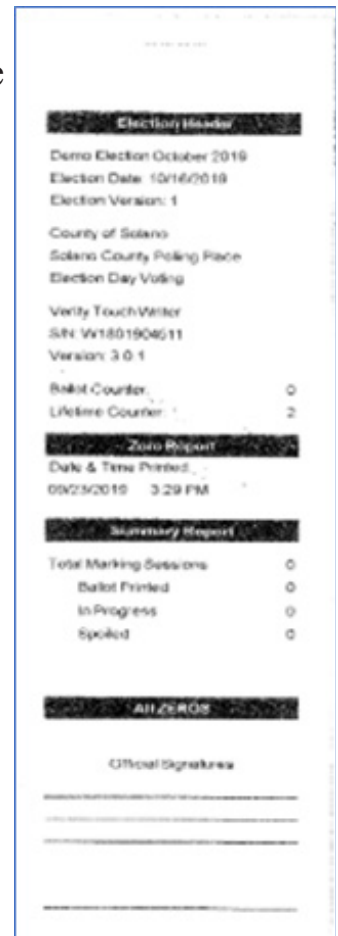 e
Election Header
Demo Election October 2019
Election Date: 10/16/2019
Election Version: 1
County of Solano
Solano County Polling Place
Election Day Voting
Verity Touch Writer
S/N: W1801904611
Version: 3.0.1
Ballot Counter: 0
Lifetime Counter: 2
Zero Report
Date & Time Printed:
09/23/2019 3:29 PM
Summary Report
Total Marking Sessions 0
Ballot Printed 0
In Progress 0
Spoiled 0
All ZEROS
Official Signatures